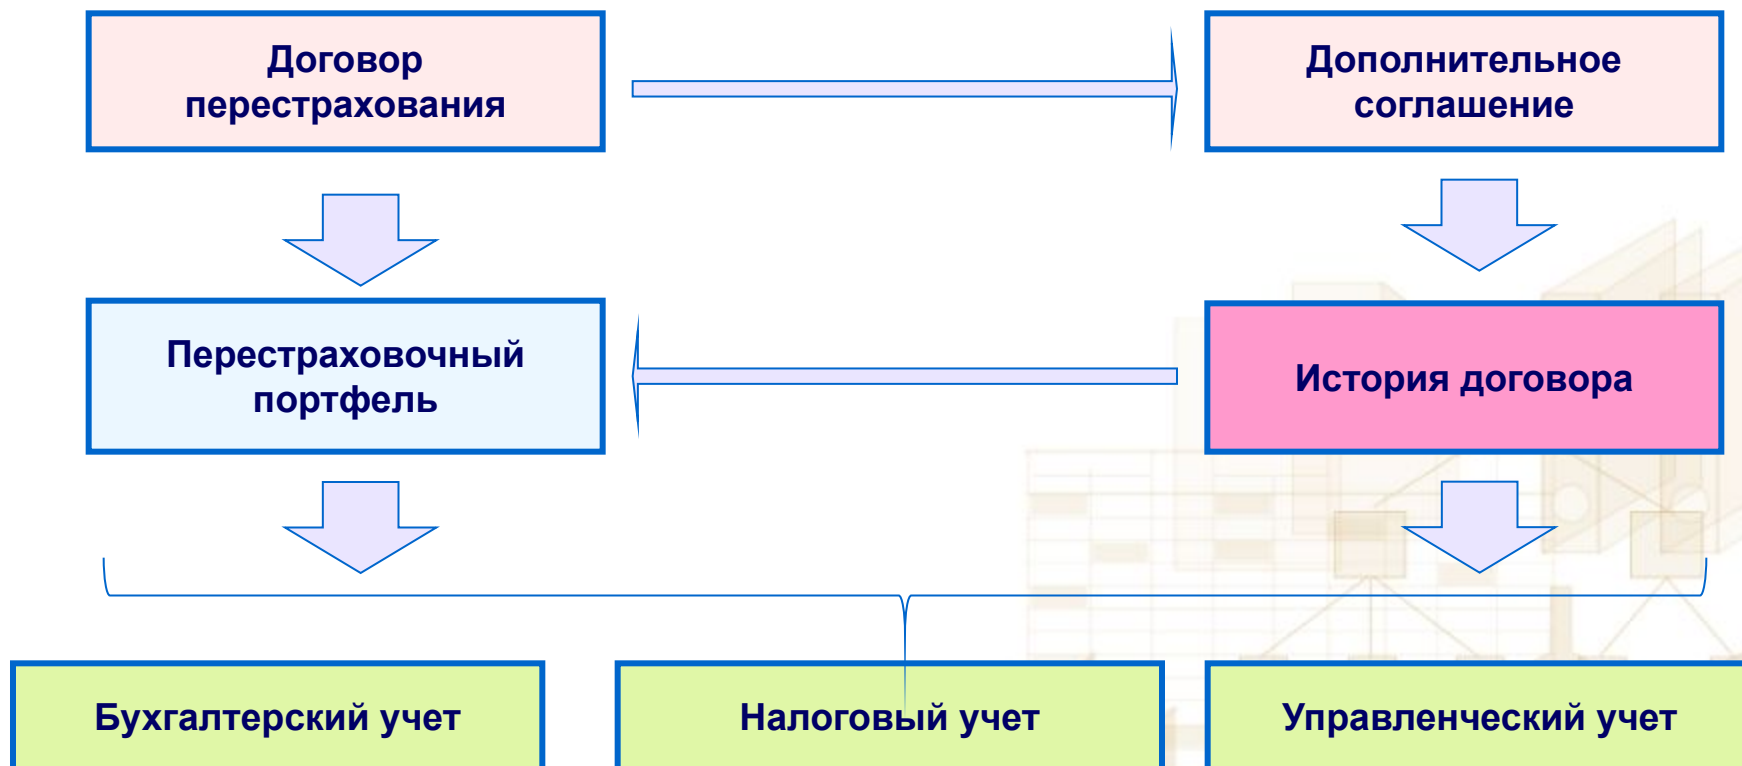 Договор
перестрахования
Дополнительное
соглашение
Перестраховочный
портфель
История договора
Бухгалтерский учет
Налоговый учет
Управленческий учет